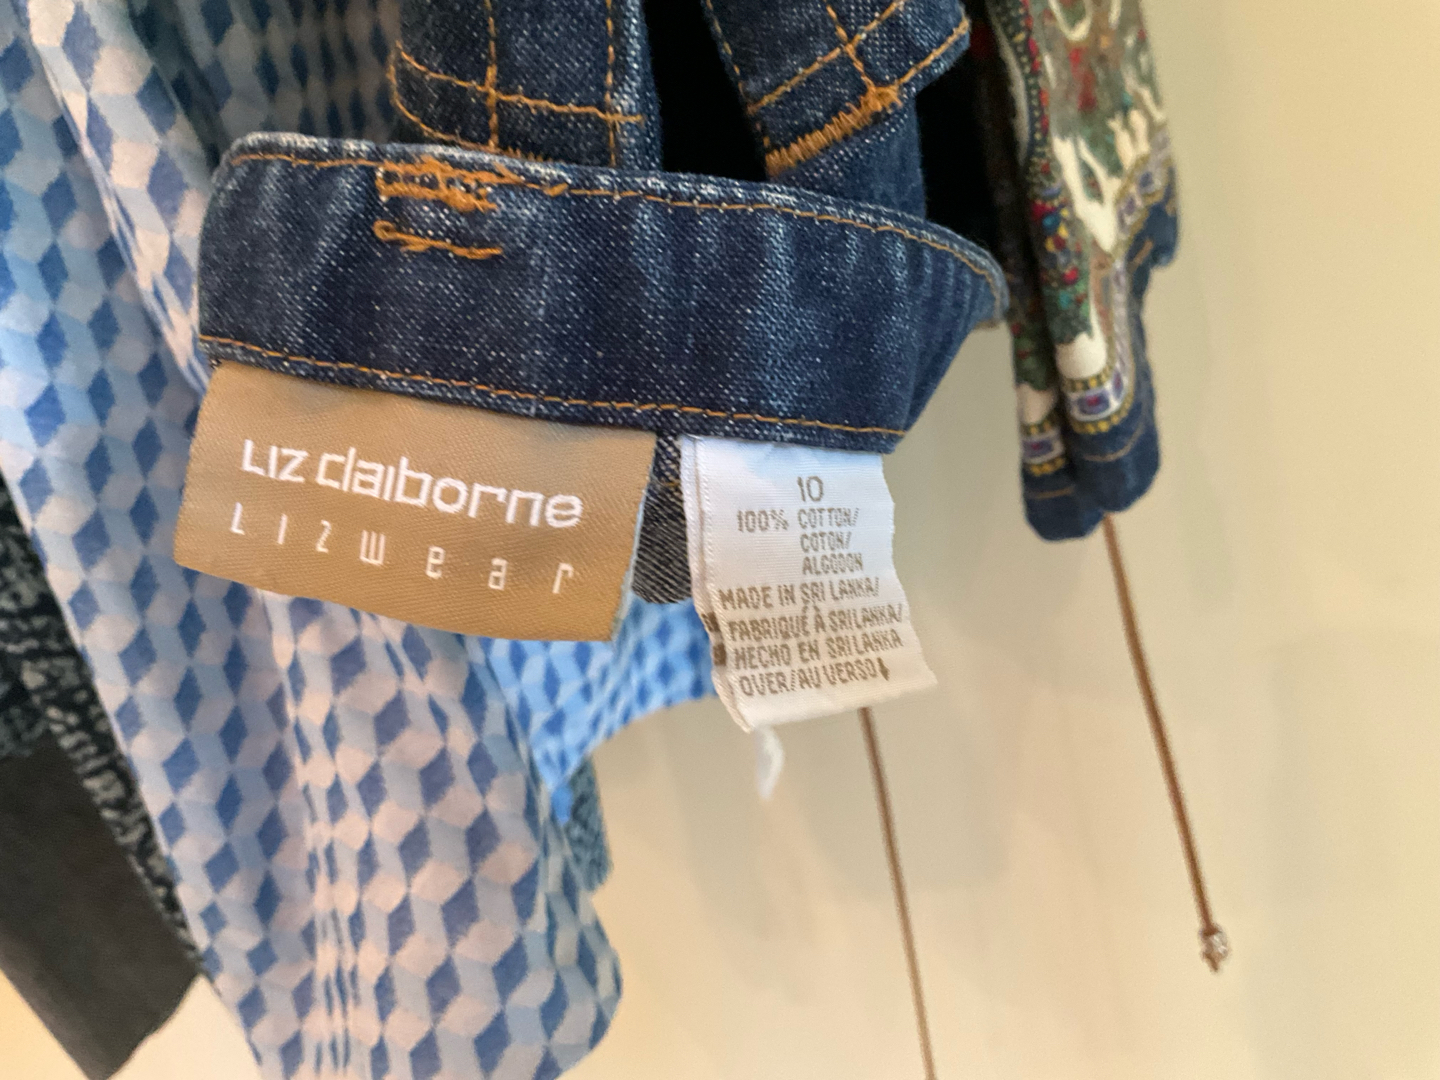 Liz claiborne
Lizwear
10
100% COTTON/
COTON/
ALGODON
MADE IN SRI LANKA/
FABRIQUÉ À SRI LANKA/
HECHO EN SRI LANKA
OVER/AU VERSO